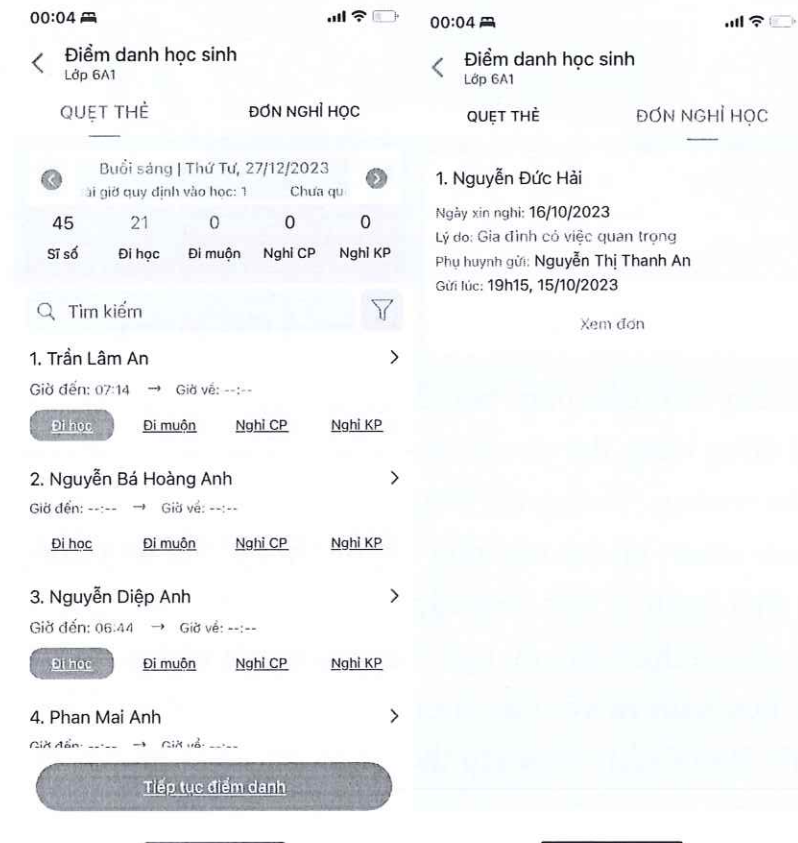 00:04
Điểm danh học sinh
Lớp 6A1
QUẸT THẺ ĐƠN NGHỈ HỌC
Buổi sáng | Thứ Tư, 27/12/2023
ài giờ quy định vào học: 1 Chưa qu
45 21 0 0 0
Sĩ số Đi học Đi muộn Nghỉ CP Nghỉ KP
Tìm kiếm
1. Trần Lâm An
Giờ đến: 07:14 → Giờ về: --:--
Đi học Đi muộn Nghỉ CP Nghỉ KP
2. Nguyễn Bá Hoàng Anh
Giờ đến: --:-- → Giờ về: --:--
Đi học Đi muộn Nghỉ CP Nghỉ KP
3. Nguyễn Diệp Anh
Giờ đến: 06:44 → Giờ về: --:--
Đi học Đi muộn Nghỉ CP Nghỉ KP
4. Phan Mai Anh
Giờ đến: --:-- → Giờ về: --:--
Tiếp tục điểm danh
00:04
Điểm danh học sinh
Lớp 6A1
QUẸT THẺ ĐƠN NGHỈ HỌC
1. Nguyễn Đức Hải
Ngày xin nghỉ: 16/10/2023
Lý do: Gia đình có việc quan trọng
Phụ huynh gửi: Nguyễn Thị Thanh An
Gửi lúc: 19h15, 15/10/2023
Xem đơn